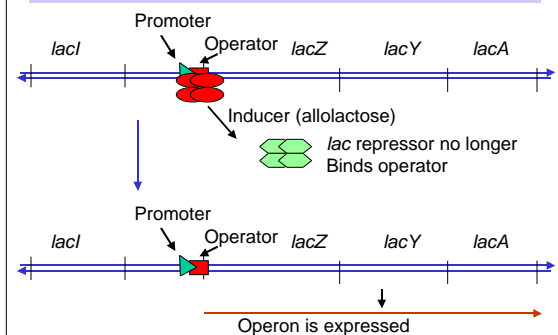 Promoter
Operator
lacI lacZ lacY lacA
Inducer (allolactose)
lac repressor no longer
Binds operator
Promoter
Operator
lacI lacZ lacY lacA
Operon is expressed